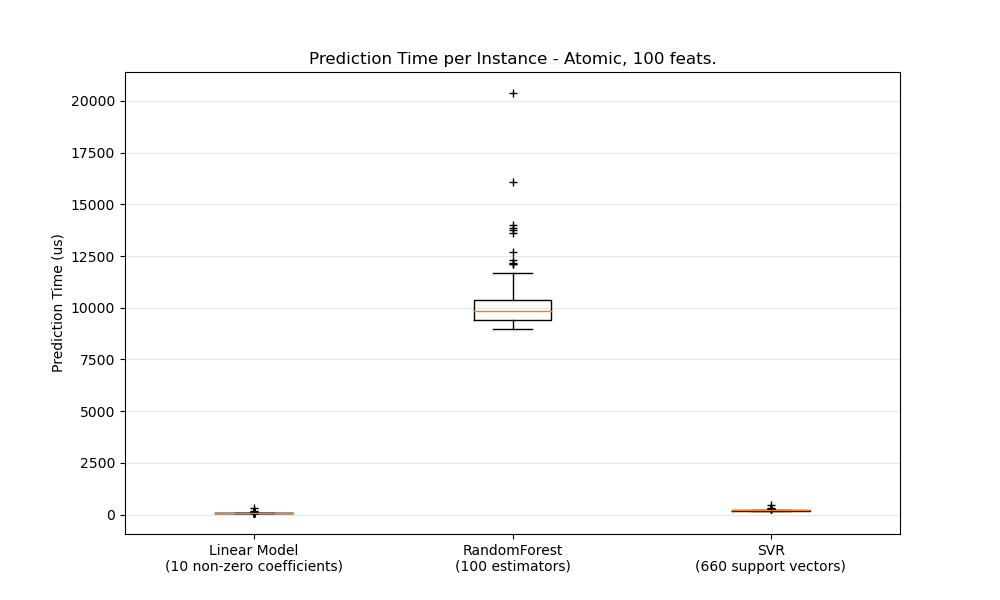 Prediction Time per Instance - Atomic, 100 feats.
Prediction Time (us)
20000
17500
15000
12500
10000
7500
5000
2500
0
Linear Model
(10 non-zero coefficients)
RandomForest
(100 estimators)
SVR
(660 support vectors)